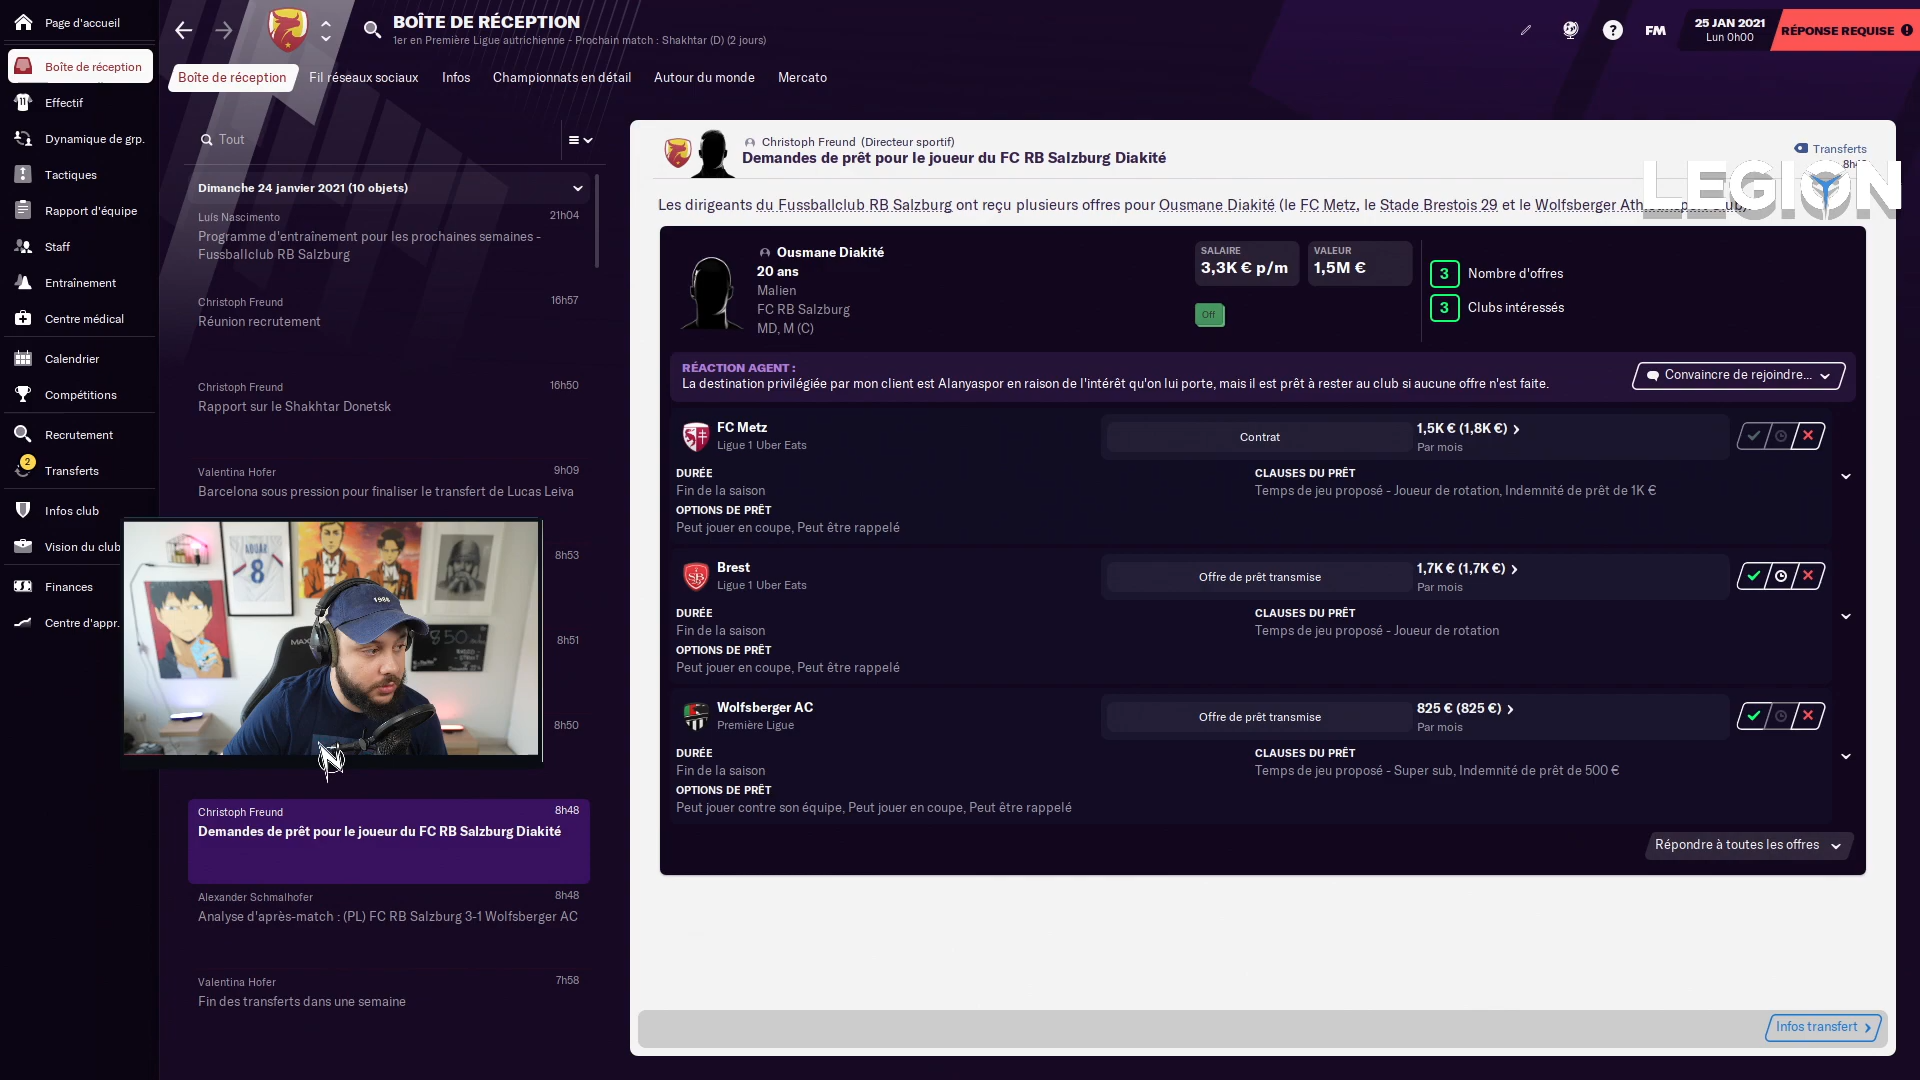 Page d'accueil
Boîte de réception
Effectif
Dynamique de grp.
Tactiques
Rapport d'équipe
Staff
Entraînement
Centre médical
Calendrier
Compétitions
Recrutement
2
Transferts
Infos club
Vision du club
Finances
Centre d'appr.
BOÎTE DE RÉCEPTION
1er en Première Ligue autrichienne - Prochain match : Shakhtar (D) (2 jours)
FM
25 JAN 2021
Lun 0h00
RÉPONSE REQUISE
Boîte de réception
Fil réseaux sociaux
Infos
Championnats en détail
Autour du monde
Mercato
Tout
Dimanche 24 janvier 2021 (10 objets)
Luís Nascimento
21h04
Programme d'entraînement pour les prochaines semaines -
Fussballclub RB Salzburg
Christoph Freund
16h57
Réunion recrutement
Christoph Freund
16h50
Rapport sur le Shakhtar Donetsk
Valentina Hofer
9h09
Barcelona sous pression pour finaliser le transfert de Lucas Leiva
8h53
8h51
8h50
AOUAR
8
1986
850
Christoph Freund
8h48
Demandes de prêt pour le joueur du FC RB Salzburg Diakité
Alexander Schmalhofer
8h48
Analyse d'après-match : (PL) FC RB Salzburg 3-1 Wolfsberger AC
Valentina Hofer
7h58
Fin des transferts dans une semaine
Christoph Freund (Directeur sportif)
Demandes de prêt pour le joueur du FC RB Salzburg Diakité
Transferts
LEGION
Les dirigeants du Fussballclub RB Salzburg ont reçu plusieurs offres pour Ousmane Diakité (le FC Metz, le Stade Brestois 29 et le Wolfsberger
Ousmane Diakité
20 ans
Malien
FC RB Salzburg
MD, M (C)
SALAIRE
3,3K € p/m
VALEUR
1,5M €
Off
3 Nombre d'offres
3 Clubs intéressés
RÉACTION AGENT :
La destination privilégiée par mon client est Alanyaspor en raison de l'intérêt qu'on lui porte, mais il est prêt à rester au club si aucune offre n'est faite.
Convaincre de rejoindre...
FC Metz
Ligue 1 Uber Eats
Contrat
1,5K € (1,8K €)
Par mois
DURÉE
Fin de la saison
OPTIONS DE PRÊT
Peut jouer en coupe, Peut être rappelé
CLAUSES DU PRÊT
Temps de jeu proposé - Joueur de rotation, Indemnité de prêt de 1K €
Brest
Ligue 1 Uber Eats
Offre de prêt transmise
1,7K € (1,7K €)
Par mois
DURÉE
Fin de la saison
OPTIONS DE PRÊT
Peut jouer en coupe, Peut être rappelé
CLAUSES DU PRÊT
Temps de jeu proposé - Joueur de rotation
Wolfsberger AC
Première Ligue
Offre de prêt transmise
825 € (825 €)
Par mois
DURÉE
Fin de la saison
OPTIONS DE PRÊT
Peut jouer contre son équipe, Peut jouer en coupe, Peut être rappelé
CLAUSES DU PRÊT
Temps de jeu proposé - Super sub, Indemnité de prêt de 500 €
Répondre à toutes les offres
Infos transfert